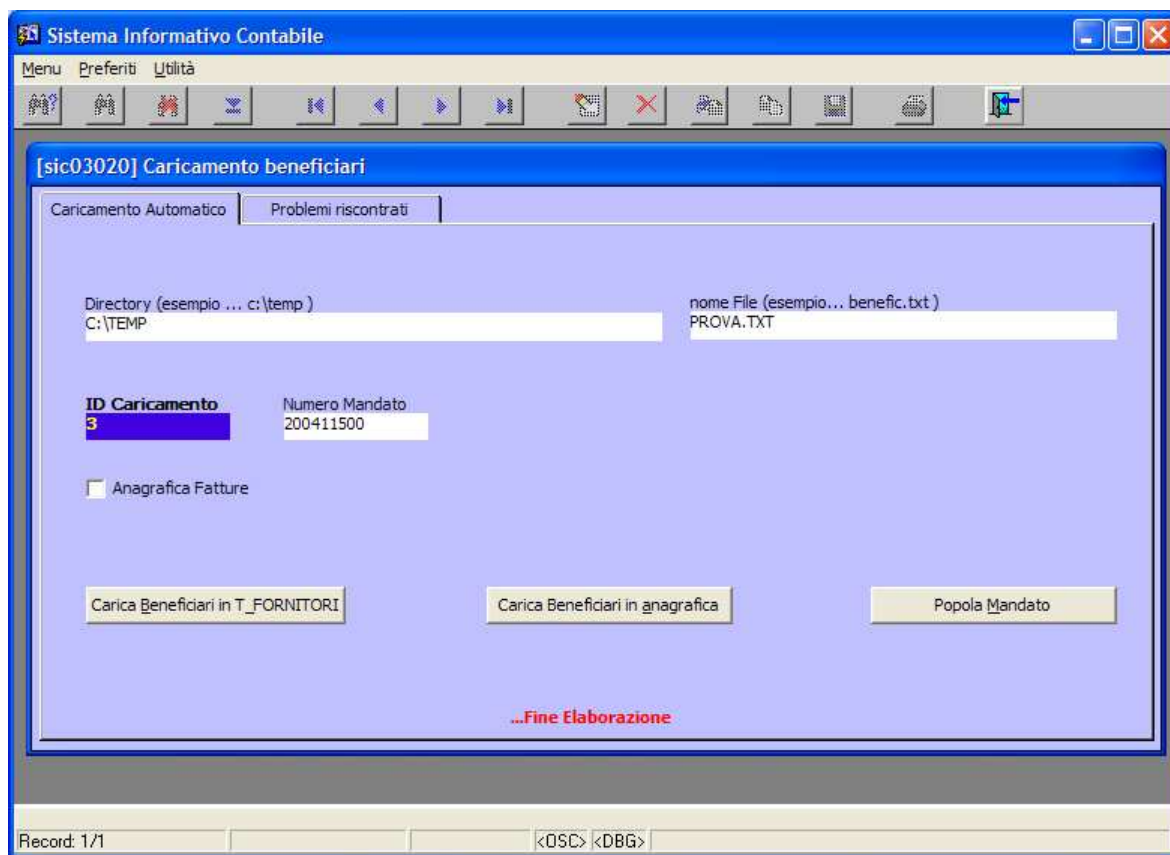 Sistema Informativo Contabile
Menu Preferiti Utilità
[sic03020] Caricamento beneficiari
Caricamento Automatico Problemi riscontrati
Directory (esempio ... c:\temp ) nome File (esempio... benefic.txt )
C:\TEMP PROVA.TXT
ID Caricamento Numero Mandato
3 200411500
Anagrafica Fatture
Carica Beneficiari in T_FORNITORI Carica Beneficiari in anagrafica Popola Mandato
...Fine Elaborazione
Record: 1/1 <OSC> <DBG>